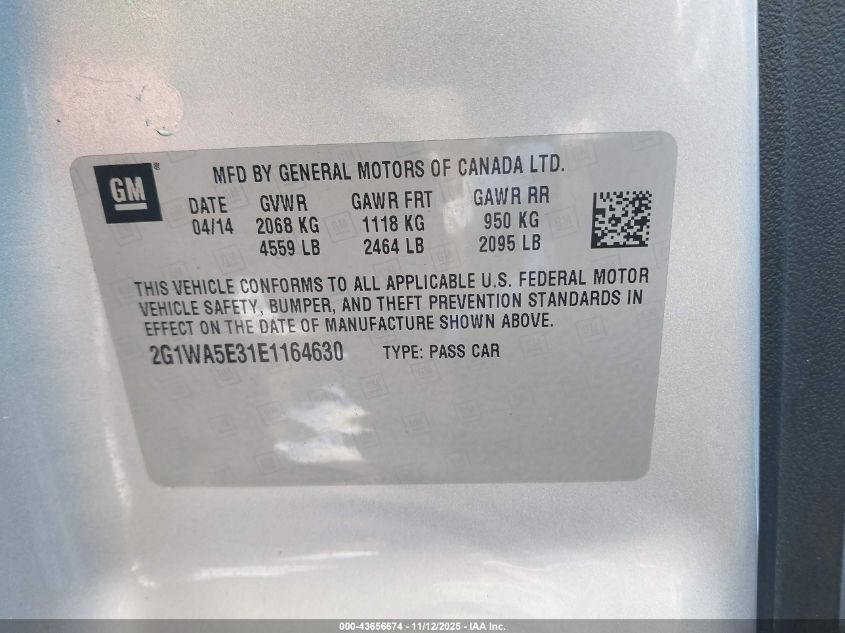 MFD BY GENERAL MOTORS OF CANADA LTD.
GM ®
DATE GVWR GAWR FRT GAWR RR
04/14 2068 KG 1118 KG 950 KG
4559 LB 2464 LB 2095 LB
THIS VEHICLE CONFORMS TO ALL APPLICABLE U.S. FEDERAL MOTOR
VEHICLE SAFETY, BUMPER, AND THEFT PREVENTION STANDARDS IN
EFFECT ON THE DATE OF MANUFACTURE SHOWN ABOVE.
2G1WA5E31E1164630 TYPE: PASS CAR
000-43656674 - 11/12/2025 - IAA Inc.